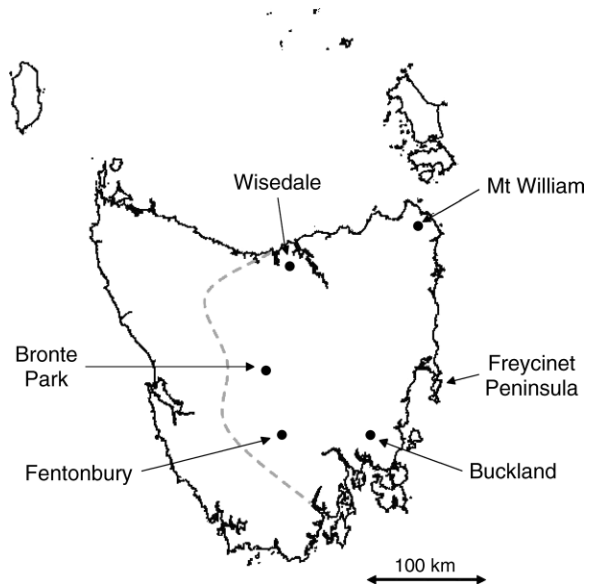 Wisedale
Mt William
Bronte
Park
Freycinet
Peninsula
Fentonbury
Buckland
100 km